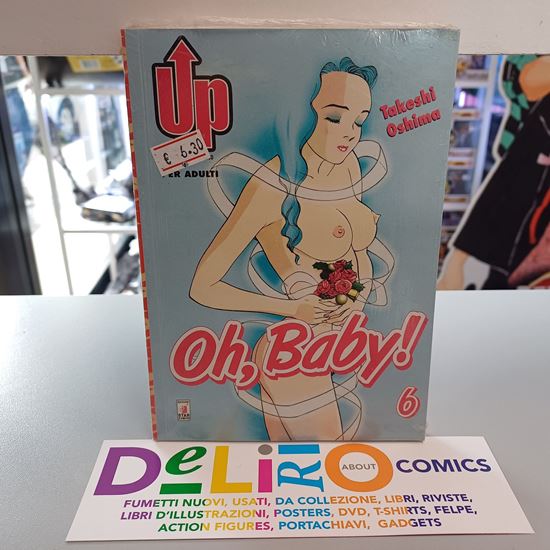 Up
€ 6.30
PER ADULTI
Takeshi
Oshima
Oh, Baby!
6
STAR
DeLiRiO
ABOUT
COMICS
FUMETTI NUOVI, USATI, DA COLLEZIONE, LIBRI, RIVISTE,
LIBRI D'ILLUSTRAZIONI, POSTERS, DVD, T-SHIRTS, FELPE,
ACTION FIGURES, PORTACHIAVI, GADGETS